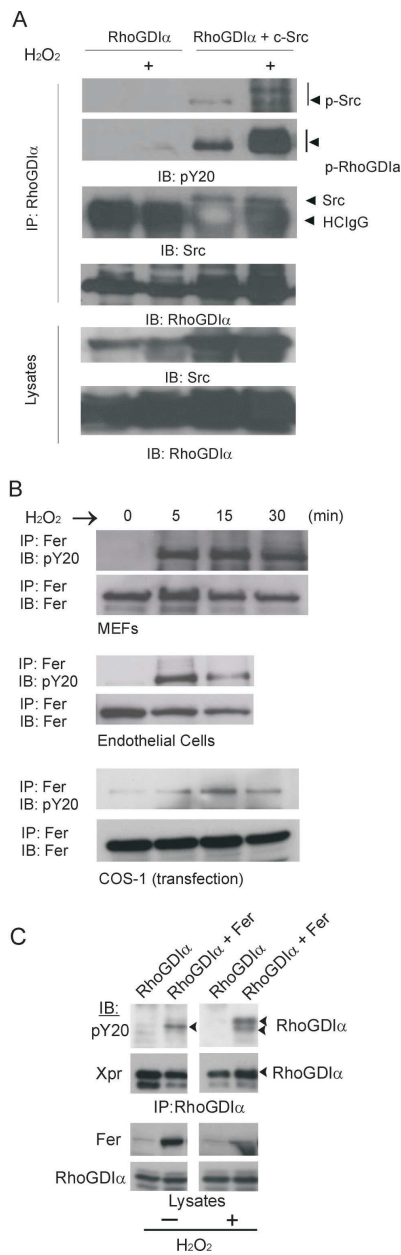 A
RhoGDIα RhoGDIα + c-Src
H2O2 + +
p-Src
p-RhoGDIa
IB: pY20
IP: RhoGDIα
Src
HCIgG
IB: Src
IB: RhoGDIα
Lysates
IB: Src
IB: RhoGDIα
B
H2O2 → 0 5 15 30 (min)
IP: Fer
IB: pY20
IP: Fer
IB: Fer
MEFs
IP: Fer
IB: pY20
IP: Fer
IB: Fer
Endothelial Cells
IP: Fer
IB: pY20
IP: Fer
IB: Fer
COS-1 (transfection)
C
RhoGDIα RhoGDIα + Fer RhoGDIα RhoGDIα + Fer
IB:
pY20 RhoGDIα
Xpr RhoGDIα
IP:RhoGDIα
Fer
RhoGDIα
Lysates
− +
H2O2